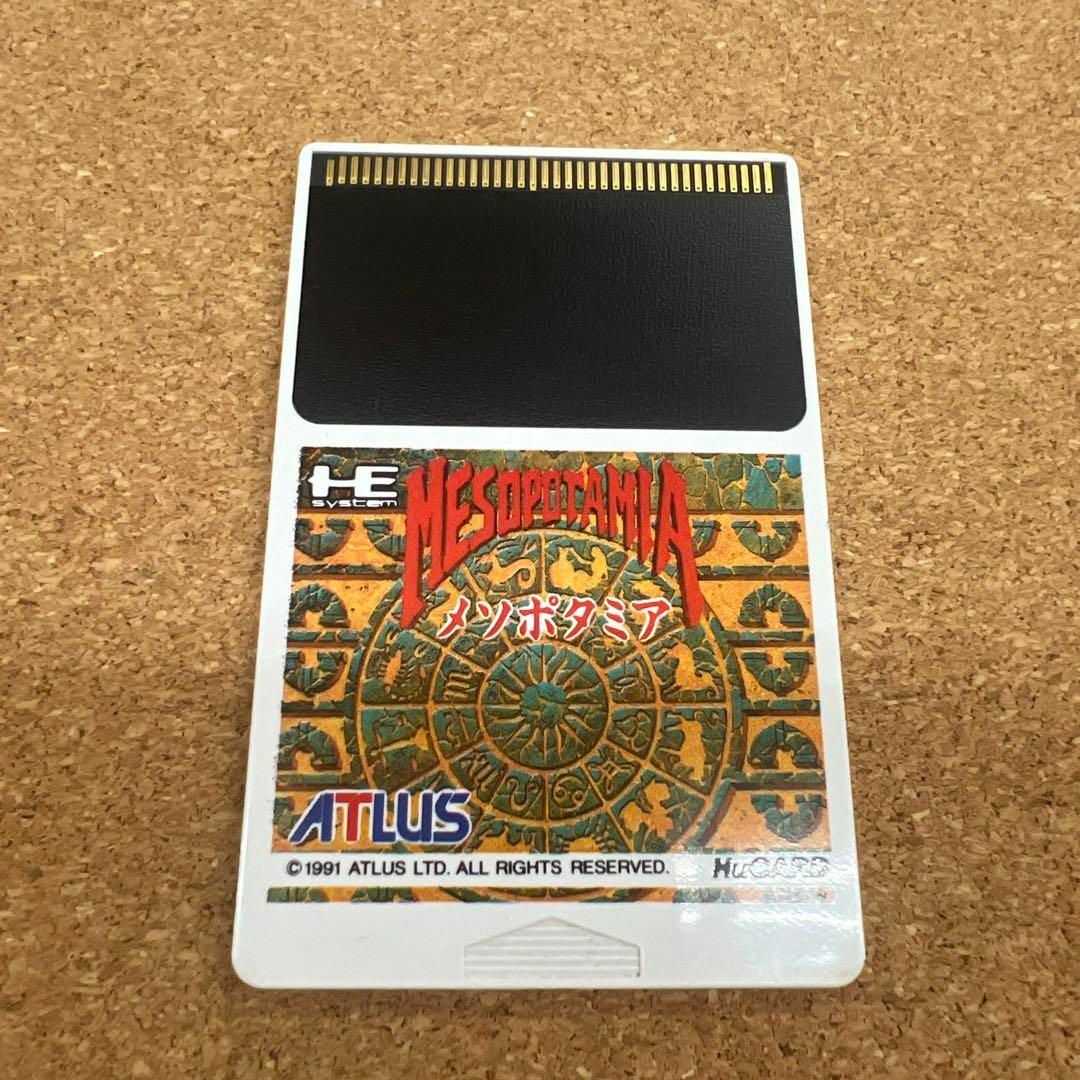 HE
system
MESOPOTAMIA
メソポタミア
ATLUS
©1991 ATLUS LTD. ALL RIGHTS RESERVED.
HuCARD